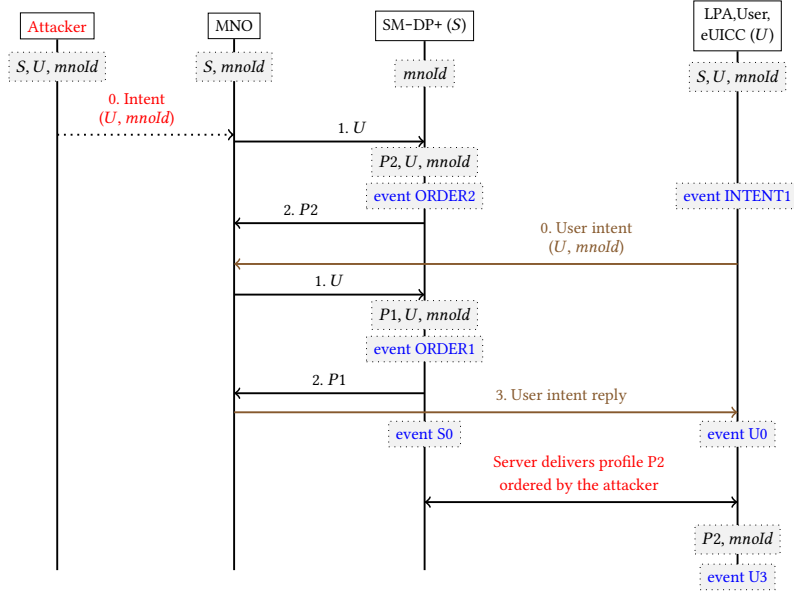 Attacker
MNO
SM-DP+ (S)
LPA,User,
eUICC (U)
S, U, mnoId
S, mnoId
mnoId
S, U, mnoId
0. Intent
(U, mnoId)
1. U
P2, U, mnoId
event ORDER2
event INTENT1
2. P2
0. User intent
(U, mnoId)
1. U
P1, U, mnoId
event ORDER1
2. P1
3. User intent reply
event S0
event U0
Server delivers profile P2
ordered by the attacker
P2, mnoId
event U3